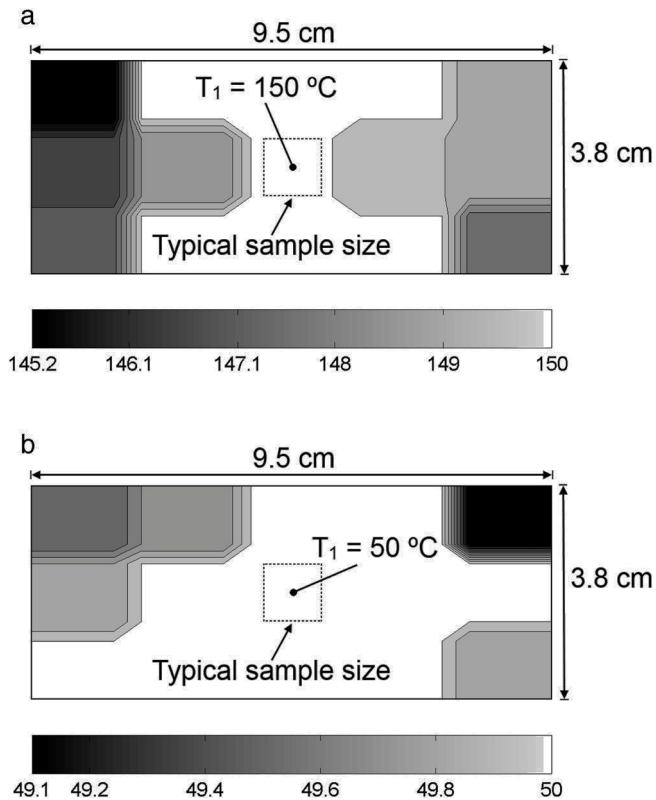 a
9.5 cm
T1 = 150 ºC
3.8 cm
Typical sample size
145.2 146.1 147.1 148 149 150
b
9.5 cm
T1 = 50 ºC
3.8 cm
Typical sample size
49.1 49.2 49.4 49.6 49.8 50